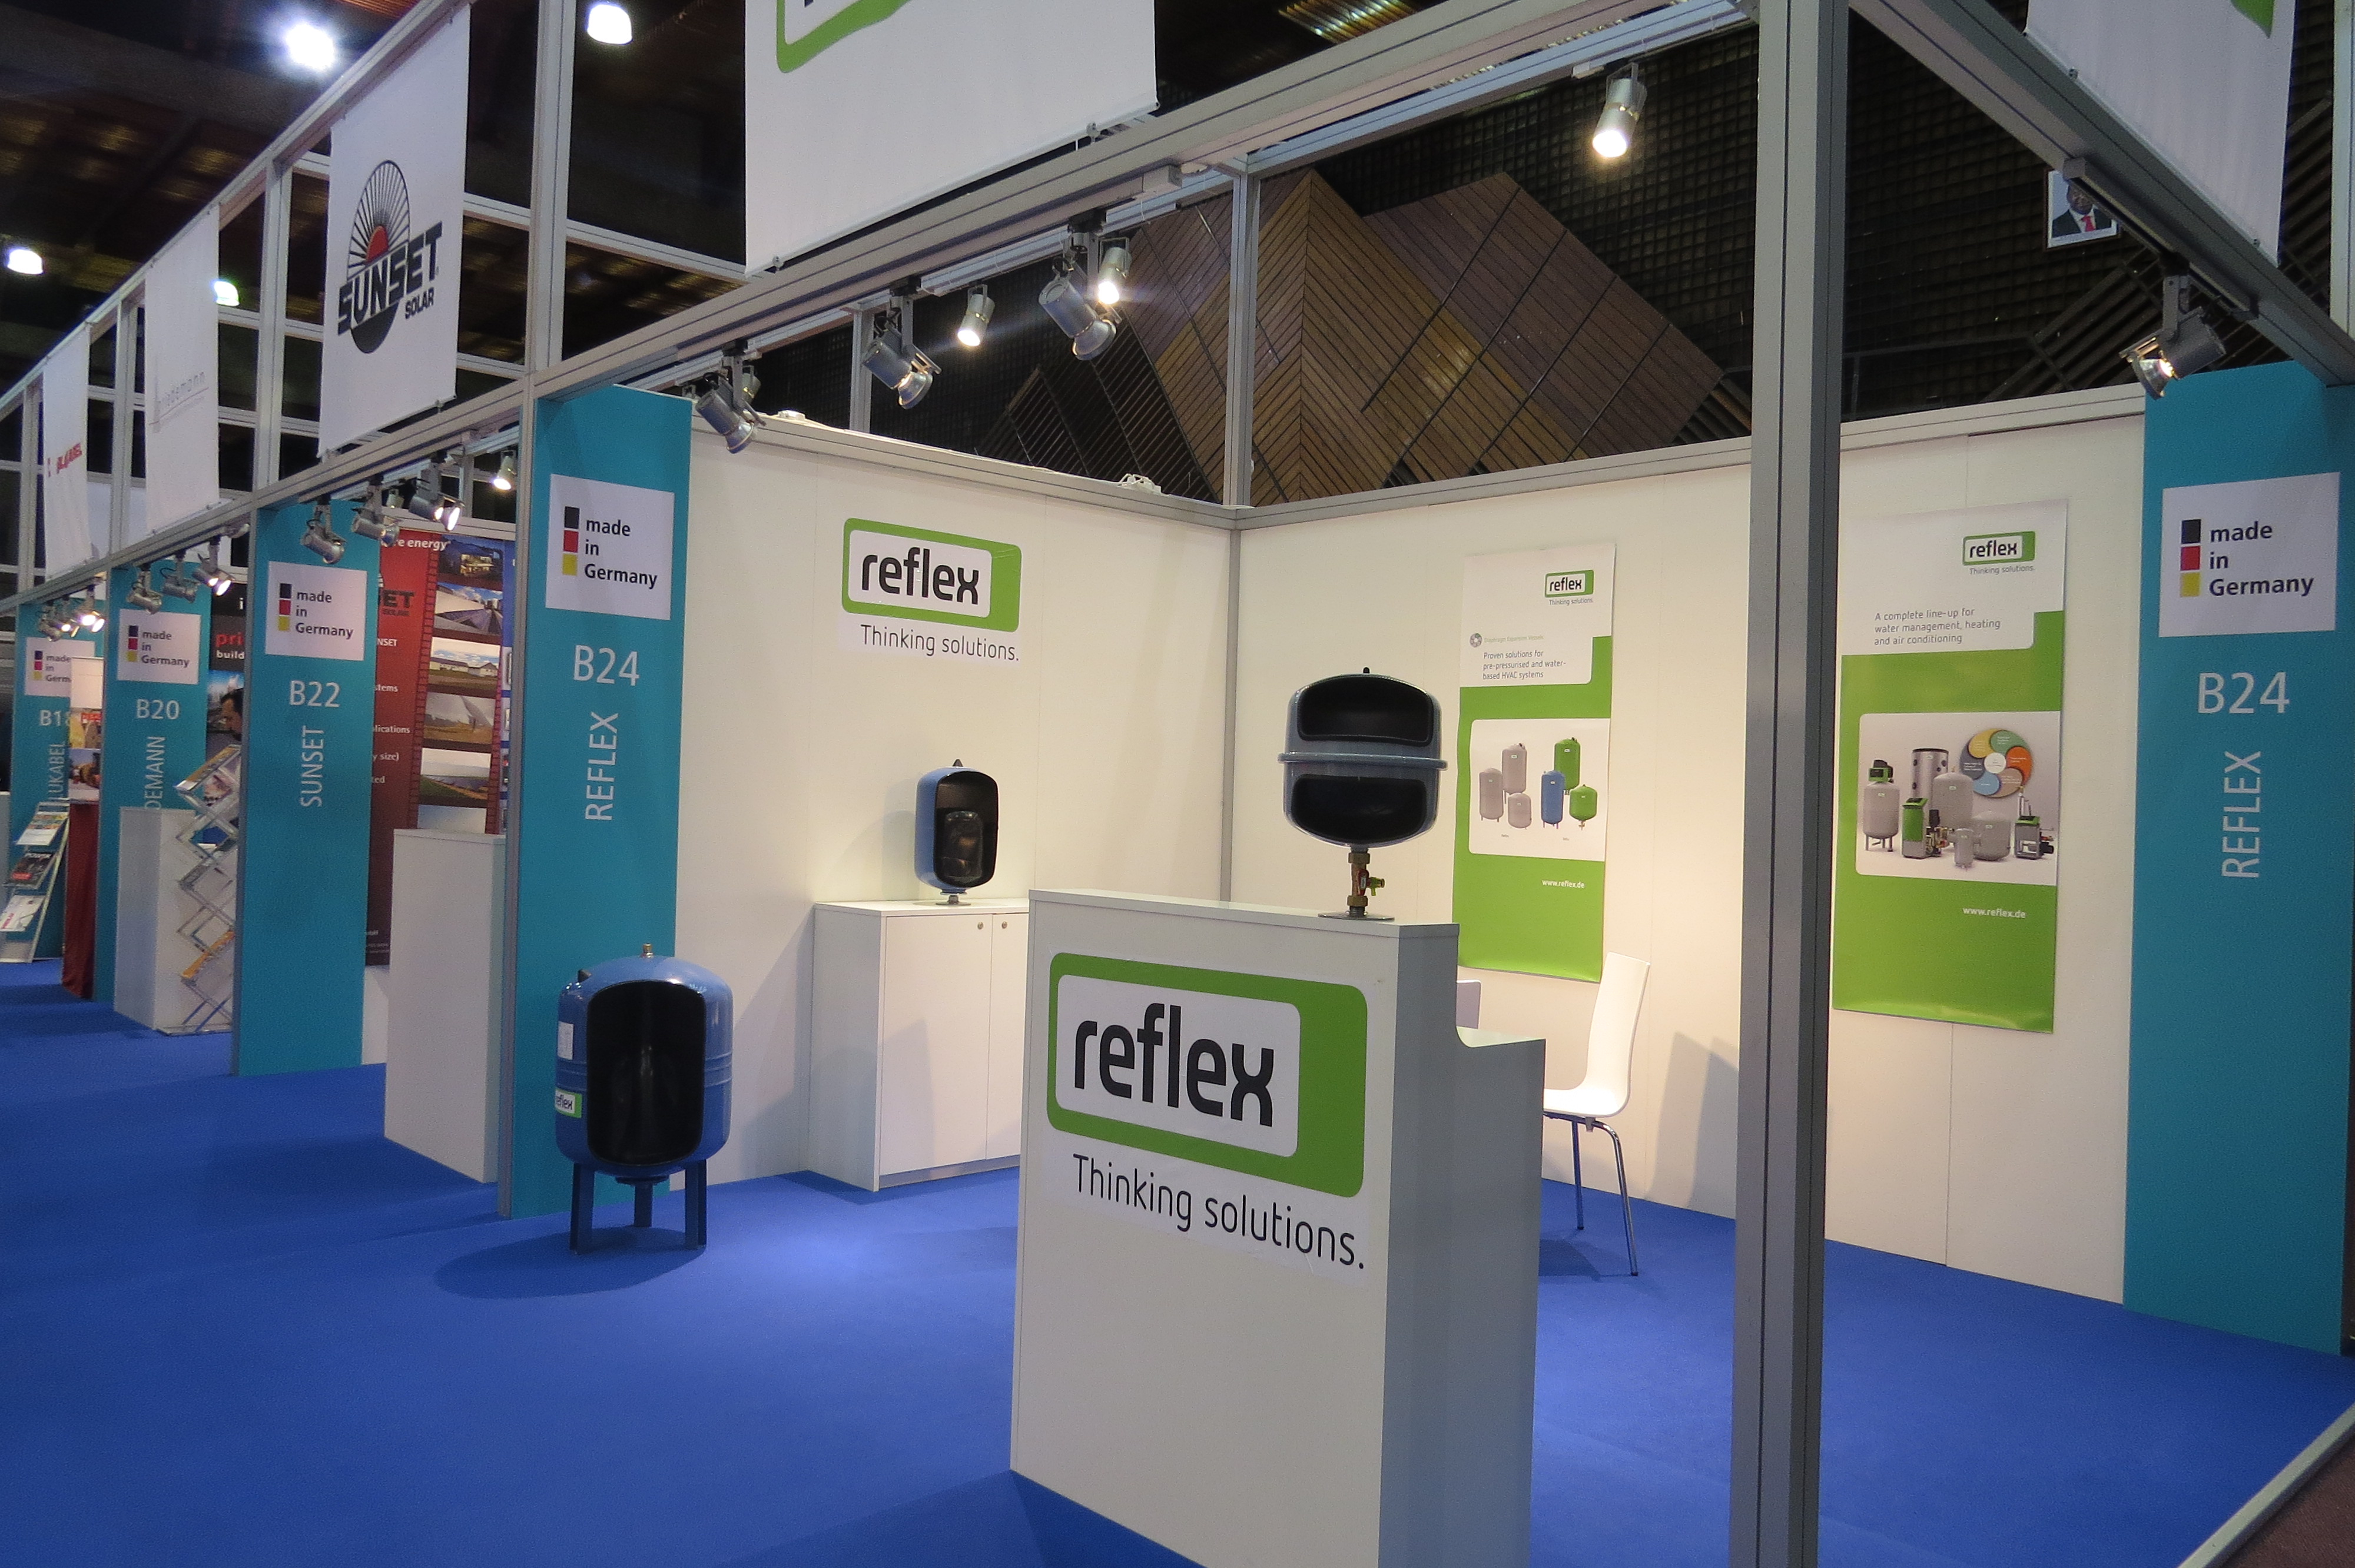 SUNSET
SOLAR
made
in
Germany
B18
made
in
Germany
B20
made
in
Germany
B22
SUNSET
made
in
Germany
B24
REFLEX
reflex
Thinking solutions.
reflex
reflex
Thinking solutions.
reflex
Thinking solutions.
Proven solutions for
pre-pressurised and water-
based HVAC systems
www.reflex.de
reflex
Thinking solutions.
A complete line-up for
water management, heating
and air conditioning
www.reflex.de
made
in
Germany
B24
REFLEX